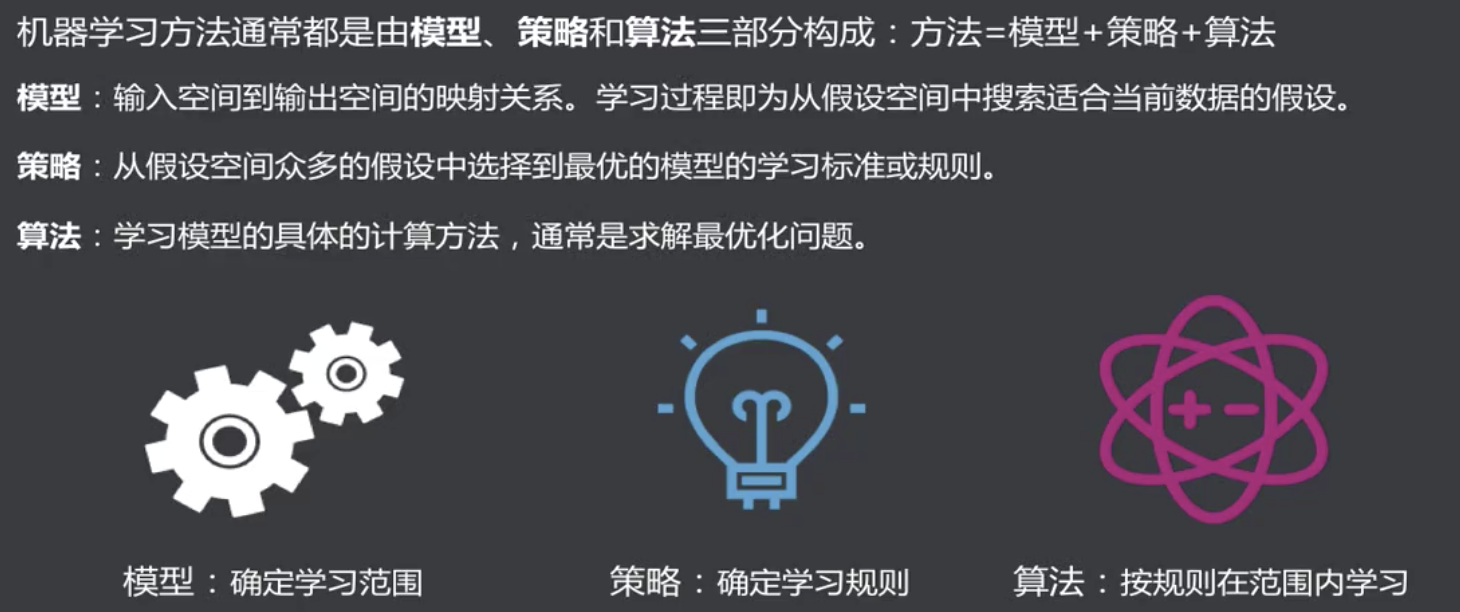 机器学习方法通常都是由模型、策略和算法三部分构成：方法=模型+策略+算法
模型：输入空间到输出空间的映射关系。学习过程即为从假设空间中搜索适合当前数据的假设。
策略：从假设空间众多的假设中选择到最优的模型的学习标准或规则。
算法：学习模型的具体的计算方法，通常是求解最优化问题。
模型：确定学习范围
策略：确定学习规则
算法：按规则在范围内学习